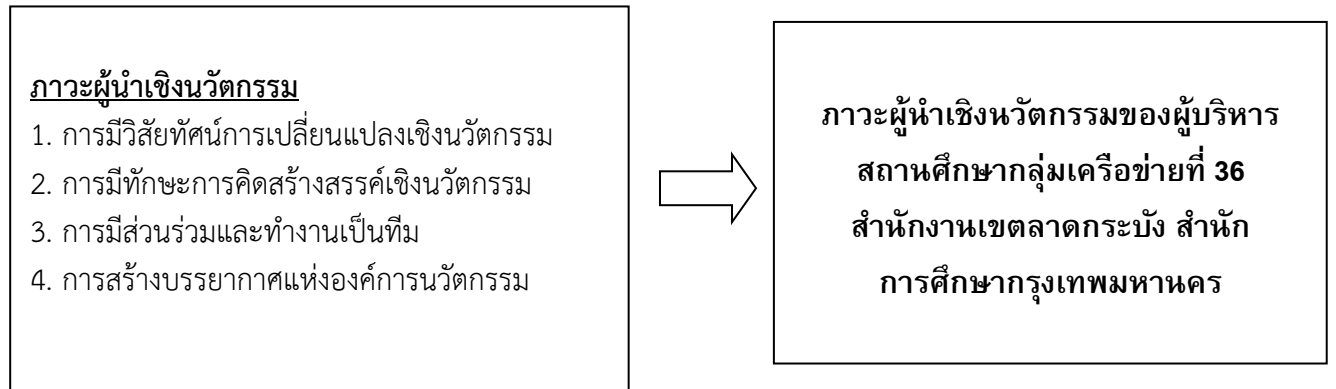 ภาวะผู้นำเชิงนวัตกรรม
1. การมีวิสัยทัศน์การเปลี่ยนแปลงเชิงนวัตกรรม
2. การมีทักษะการคิดสร้างสรรค์เชิงนวัตกรรม
3. การมีส่วนร่วมและทำงานเป็นทีม
4. การสร้างบรรยากาศแห่งองค์การนวัตกรรม
ภาวะผู้นำเชิงนวัตกรรมของผู้บริหาร
สถานศึกษากลุ่มเครือข่ายที่ 36
สำนักงานเขตลาดกระบัง สำนัก
การศึกษากรุงเทพมหานคร